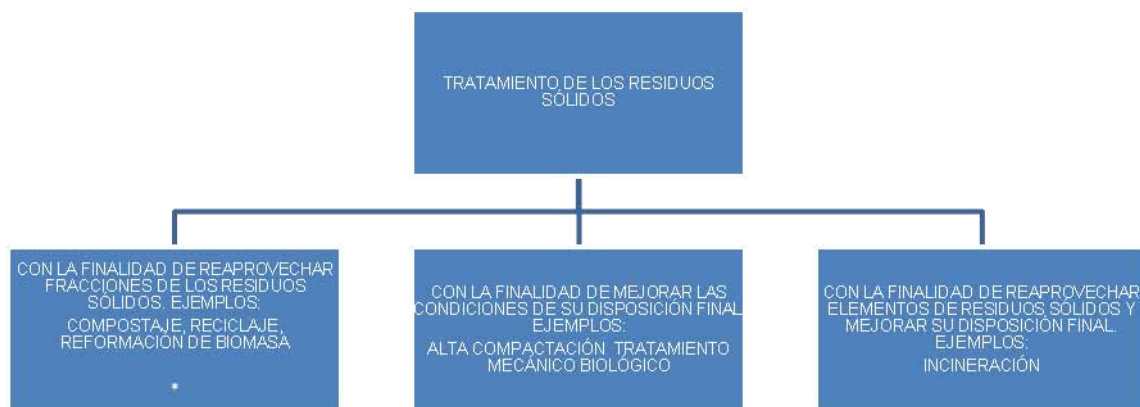 TRATAMIENTO DE LOS RESIDUOS
SÓLIDOS
CON LA FINALIDAD DE REAPROVECHAR
FRACCIONES DE LOS RESIDUOS
SÓLIDOS. EJEMPLOS:
COMPOSTAJE, RECICLAJE,
REFORMACIÓN DE BIOMASA
*
CON LA FINALIDAD DE MEJORAR LAS
CONDICIONES DE SU DISPOSICIÓN FINAL
EJEMPLOS:
ALTA COMPACTACIÓN TRATAMIENTO
MECÁNICO BIOLÓGICO
CON LA FINALIDAD DE REAPROVECHAR
ELEMENTOS DE RESIDUOS SÓLIDOS Y
MEJORAR SU DISPOSICIÓN FINAL.
EJEMPLOS:
INCINERACIÓN